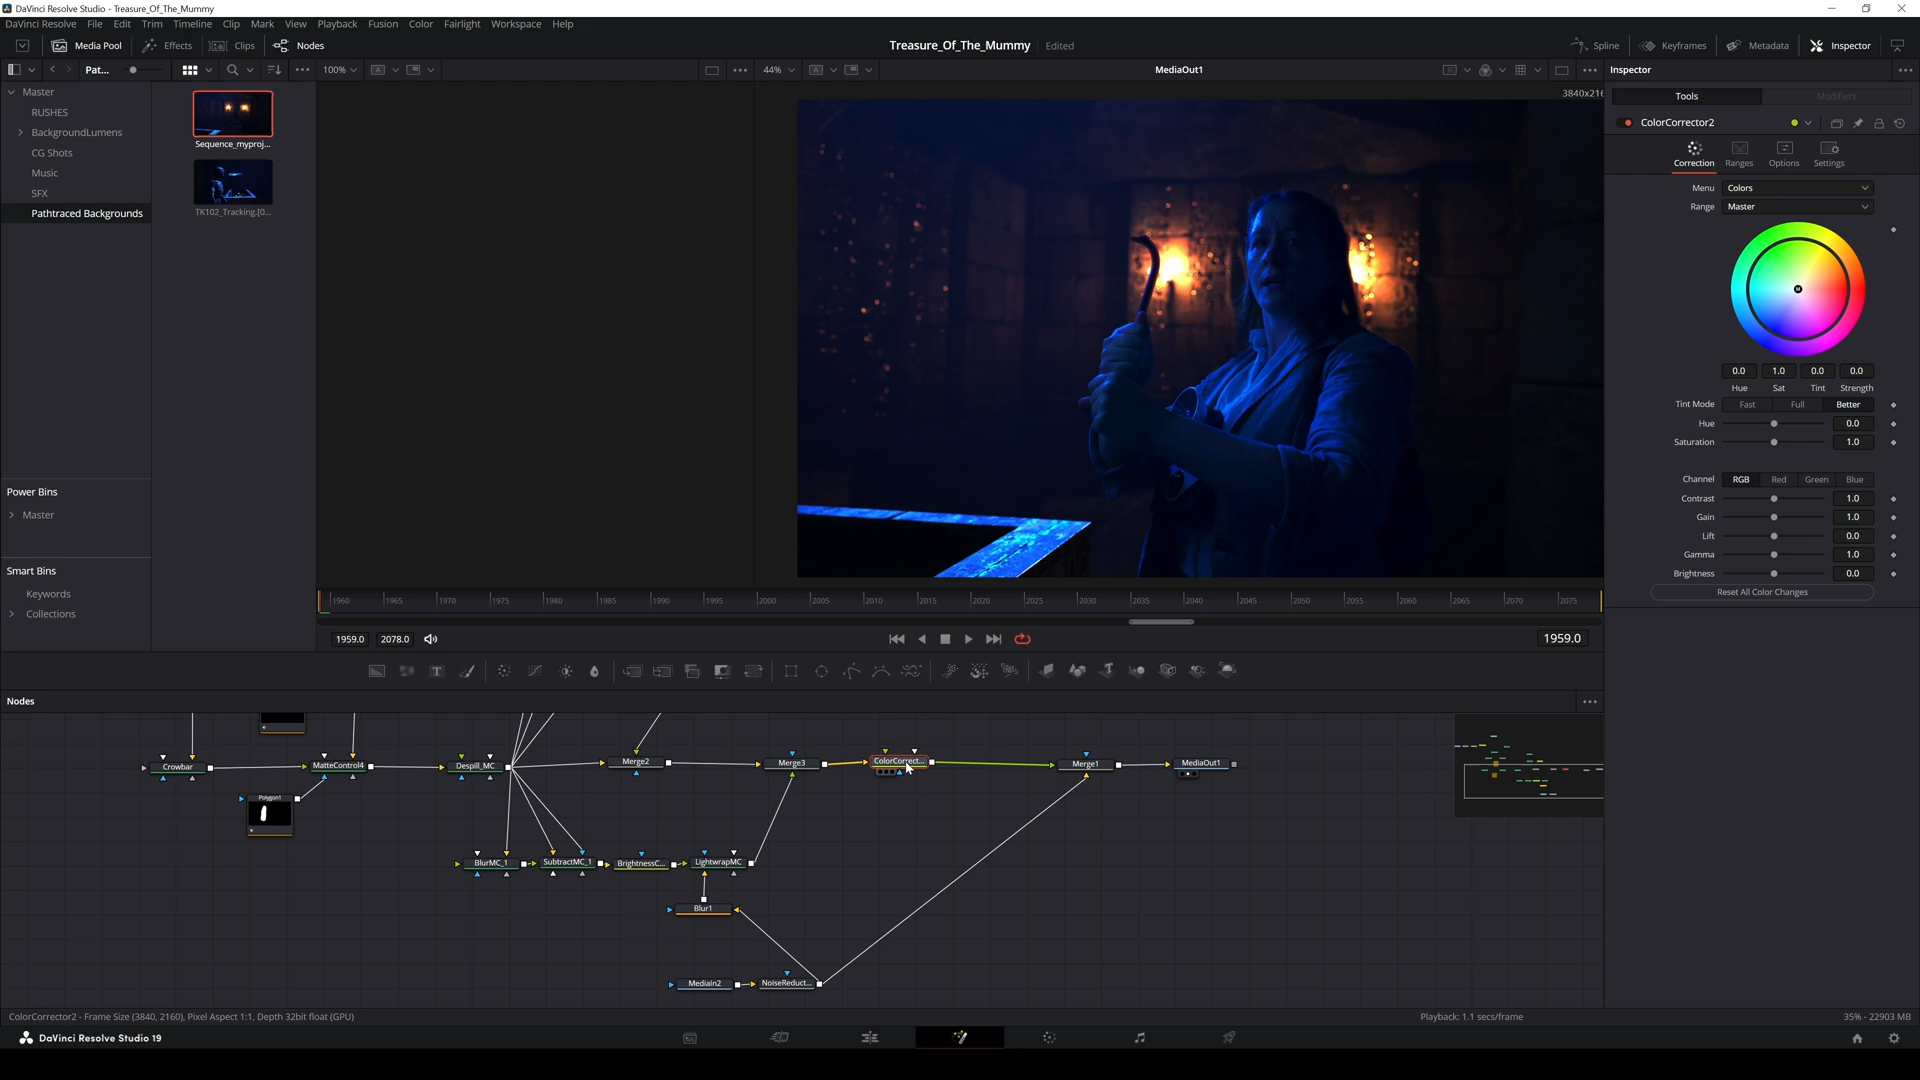 DaVinci Resolve Studio - Treasure_Of_The_Mummy
DaVinci Resolve File Edit Trim Timeline Clip Mark View Playback Fusion Color Fairlight Workspace Help
Media Pool Effects Clips Nodes
Treasure_Of_The_Mummy Edited
Spline Keyframes Metadata Inspector
Pat... 100% 44% MediaOut1 Inspector
Master
RUSHES
BackgroundLumens
CG Shots
Music
SFX
Pathtraced Backgrounds
Sequence_myproj...
TK102_Tracking.[0...
Power Bins
Master
Smart Bins
Keywords
Collections
3840x216
Tools Modifiers
ColorCorrector2
Correction Ranges Options Settings
Menu Colors
Range Master
M
0.0 1.0 0.0 0.0
Hue Sat Tint Strength
Tint Mode Fast Full Better
Hue 0.0
Saturation 1.0
Channel RGB Red Green Blue
Contrast 1.0
Gain 1.0
Lift 0.0
Gamma 1.0
Brightness 0.0
Reset All Color Changes
1960 1965 1970 1975 1980 1985 1990 1995 2000 2005 2010 2015 2020 2025 2030 2035 2040 2045 2050 2055 2060 2065 2070 2075
1959.0 2078.0 1959.0
Nodes
Crowbar MatteControl4 Despill_MC Merge2 Merge3 ColorCorrect... Merge1 MediaOut1
Polygon1
BlurMC_1 SubtractMC_1 BrightnessC... LightwrapMC
Blur1
MediaIn2 NoiseReduct...
ColorCorrector2 - Frame Size (3840, 2160), Pixel Aspect 1:1, Depth 32bit float (GPU)
Playback: 1.1 secs/frame
35% - 22903 MB
DaVinci Resolve Studio 19